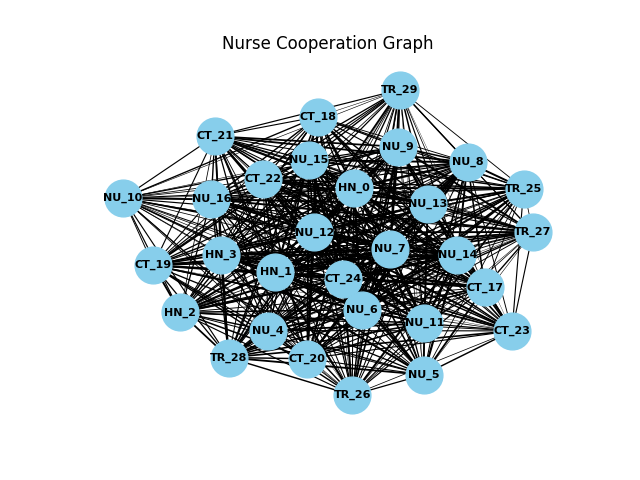 Nurse Cooperation Graph
TR_29
CT_18
CT_21
NU_9
NU_15
NU_8
CT_22
HN_0
TR_25
NU_10
NU_16
NU_13
NU_12
TR_27
NU_7
HN_3
NU_14
CT_19
HN_1
CT_24
CT_17
NU_6
HN_2
NU_11
NU_4
CT_23
TR_28
CT_20
NU_5
TR_26